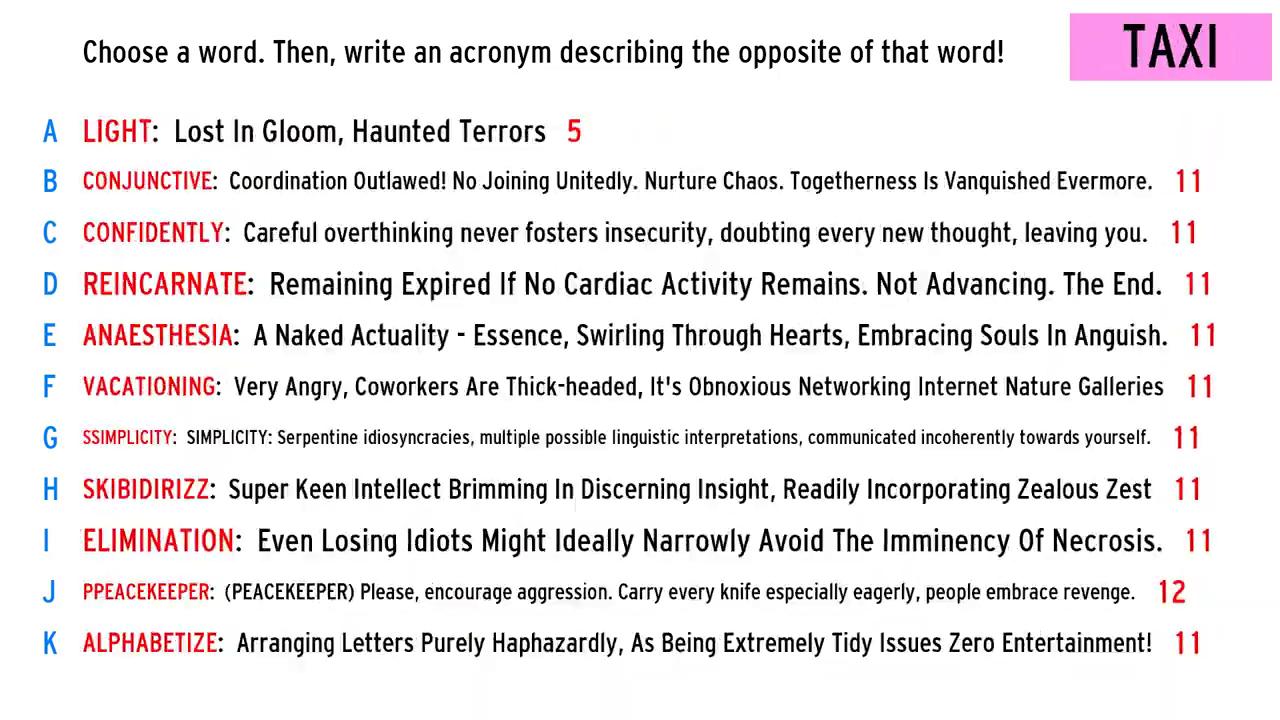 Choose a word. Then, write an acronym describing the opposite of that word!
TAXI
A LIGHT: Lost In Gloom, Haunted Terrors 5
B CONJUNCTIVE: Coordination Outlawed! No Joining Unitedly. Nurture Chaos. Togetherness Is Vanquished Evermore. 11
C CONFIDENTLY: Careful overthinking never fosters insecurity, doubting every new thought, leaving you. 11
D REINCARNATE: Remaining Expired If No Cardiac Activity Remains. Not Advancing. The End. 11
E ANAESTHESIA: A Naked Actuality - Essence, Swirling Through Hearts, Embracing Souls In Anguish. 11
F VACATIONING: Very Angry, Coworkers Are Thick-headed, It's Obnoxious Networking Internet Nature Galleries 11
G SSIMPLICITY: SIMPLICITY: Serpentine idiosyncracies, multiple possible linguistic interpretations, communicated incoherently towards yourself. 11
H SKIBIDIRIZZ: Super Keen Intellect Brimming In Discerning Insight, Readily Incorporating Zealous Zest 11
I ELIMINATION: Even Losing Idiots Might Ideally Narrowly Avoid The Imminency Of Necrosis. 11
J PPEACEKEEPER: (PEACEKEEPER) Please, encourage aggression. Carry every knife especially eagerly, people embrace revenge. 12
K ALPHABETIZE: Arranging Letters Purely Haphazardly, As Being Extremely Tidy Issues Zero Entertainment! 11